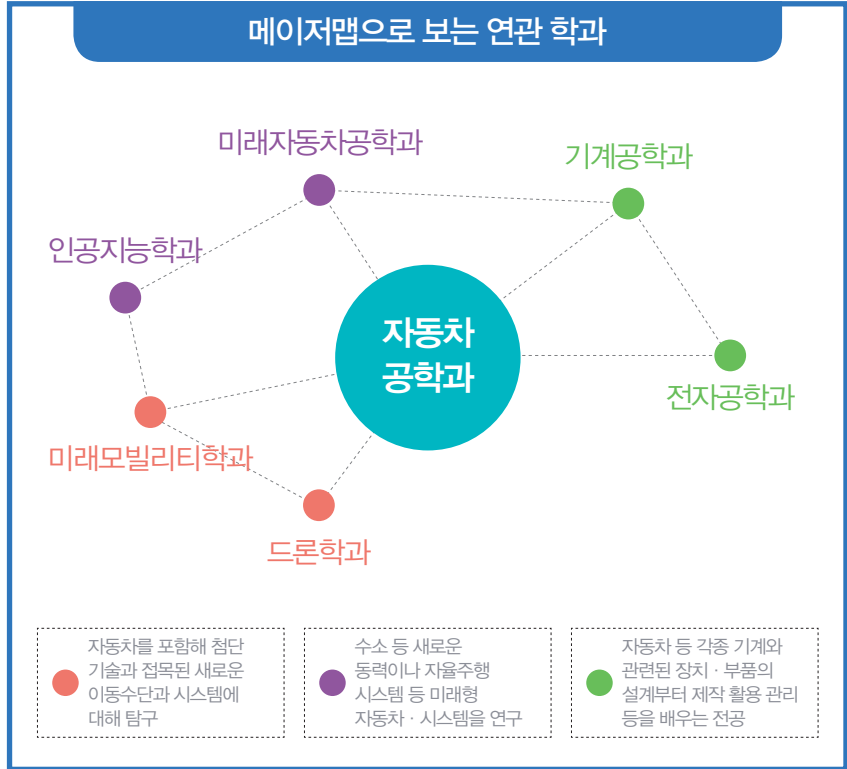 메이저맵으로 보는 연관 학과
미래자동차공학과
기계공학과
인공지능학과
자동차
공학과
전자공학과
미래모빌리티학과
드론학과
자동차를 포함해 첨단
기술과 접목된 새로운
이동수단과 시스템에
대해 탐구
수소 등 새로운
동력이나 자율주행
시스템 등 미래형
자동차 · 시스템을 연구
자동차 등 각종 기계와
관련된 장치 · 부품의
설계부터 제작 활용 관리
등을 배우는 전공